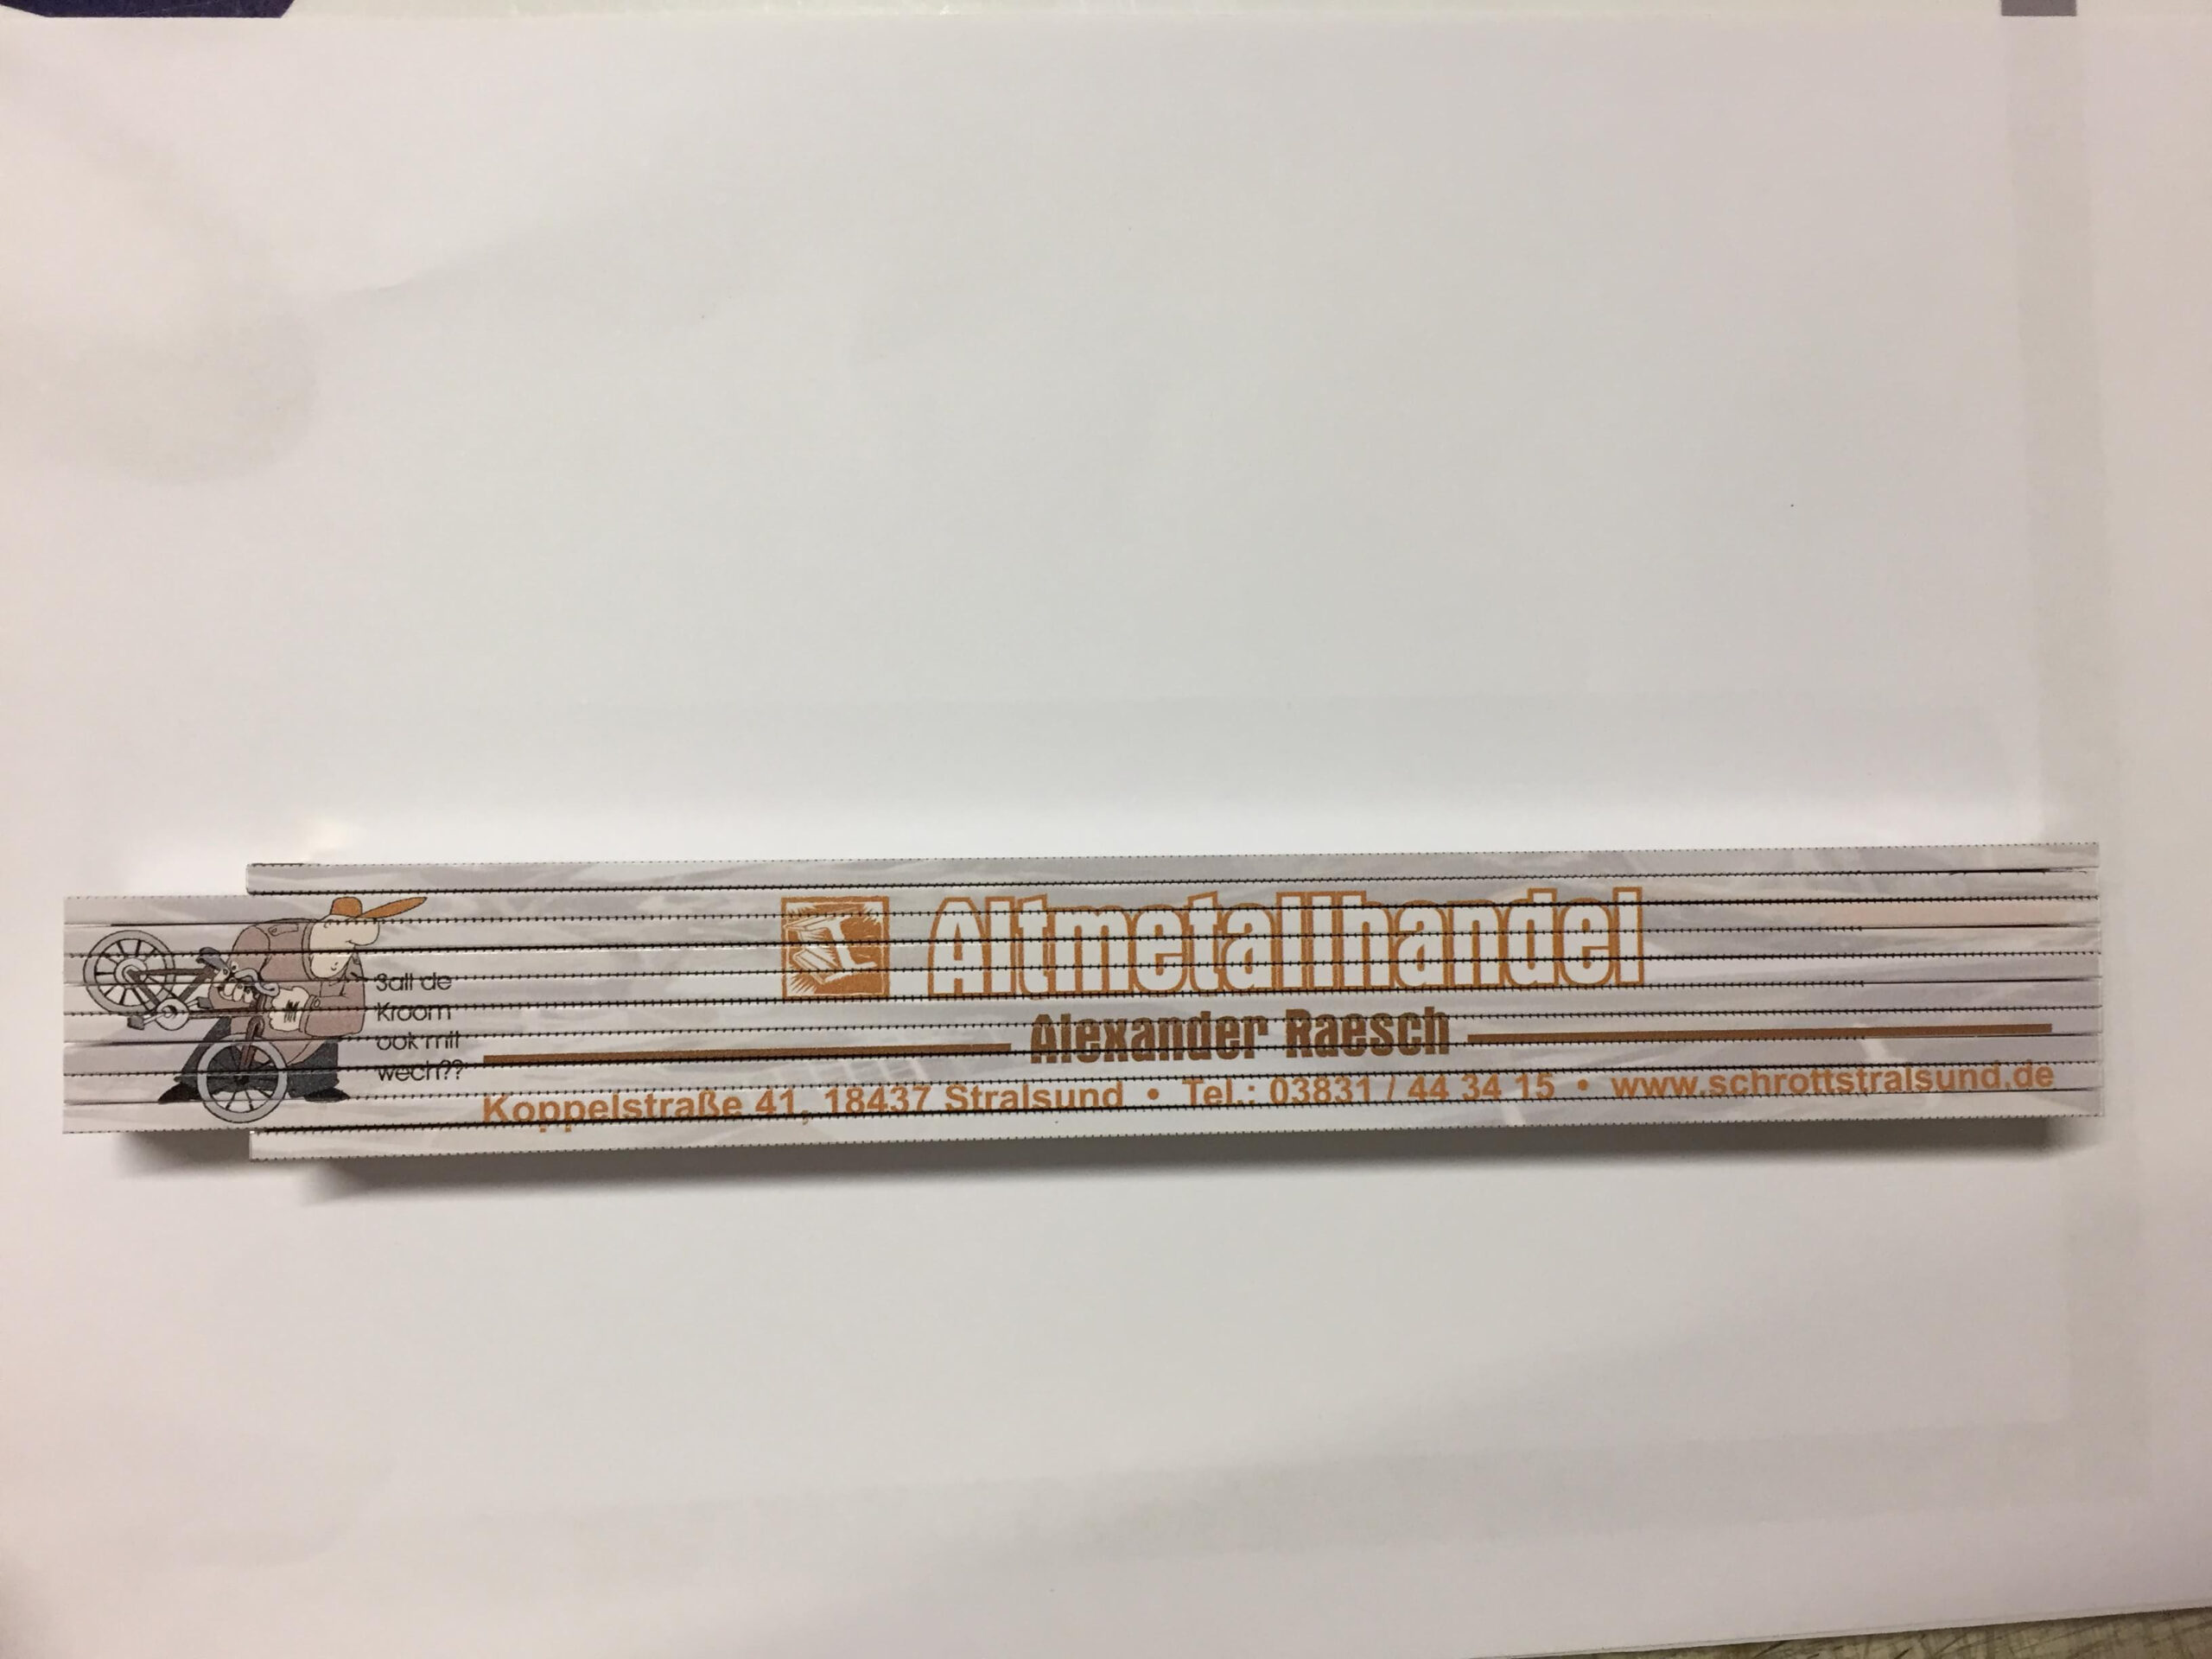 Altmetallhandel
Alexander Raesch
Koppelstraße 41, 18437 Stralsund • Tel.: 03831 / 44 34 15 • www.schrottstralsund.de
Sall de
Kroom
ook mit
wech??